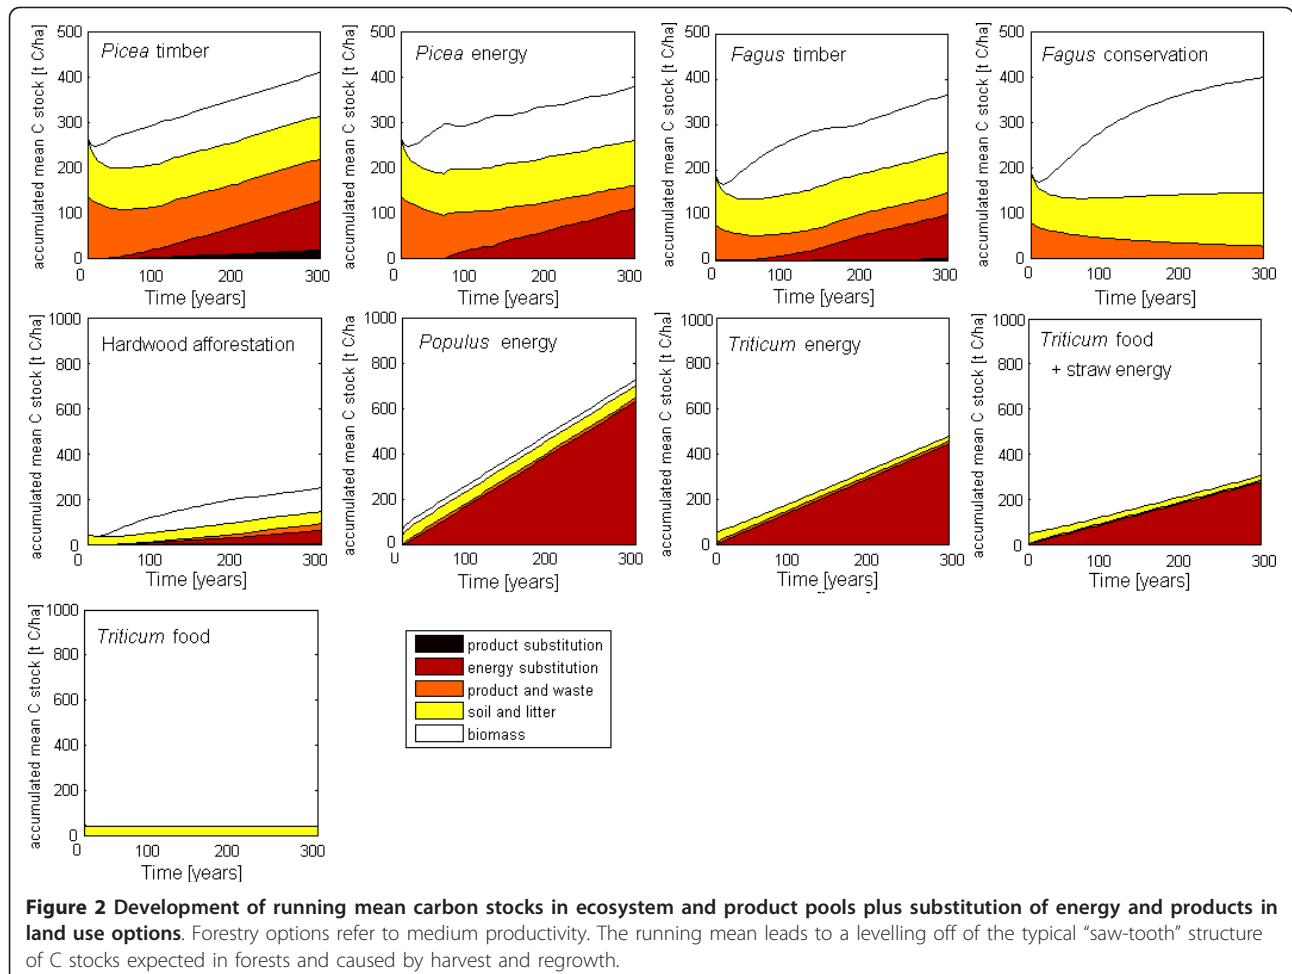 accumulated mean C stock [t C/ha]
500
400
300
200
100
0
Picea timber
0 100 200 300
Time [years]
accumulated mean C stock [t C/ha]
500
400
300
200
100
0
Picea energy
0 100 200 300
Time [years]
accumulated mean C stock [t C/ha]
500
400
300
200
100
0
Fagus timber
0 100 200 300
Time [years]
accumulated mean C stock [t C/ha]
500
400
300
200
100
0
Fagus conservation
0 100 200 300
Time [years]
accumulated mean C stock [t C/ha]
1000
800
600
400
200
0
Hardwood afforestation
0 100 200 300
Time [years]
accumulated mean C stock [t C/ha]
1000
800
600
400
200
0
Populus energy
0 100 200 300
Time [years]
accumulated mean C stock [t C/ha]
1000
800
600
400
200
0
Triticum energy
0 100 200 300
Time [years]
accumulated mean C stock [t C/ha]
1000
800
600
400
200
0
Triticum food
+ straw energy
0 100 200 300
Time [years]
accumulated mean C stock [t C/ha]
1000
800
600
400
200
0
Triticum food
0 100 200 300
Time [years]
product substitution
energy substitution
product and waste
soil and litter
biomass
Figure 2 Development of running mean carbon stocks in ecosystem and product pools plus substitution of energy and products in
land use options. Forestry options refer to medium productivity. The running mean leads to a levelling off of the typical “saw-tooth” structure
of C stocks expected in forests and caused by harvest and regrowth.